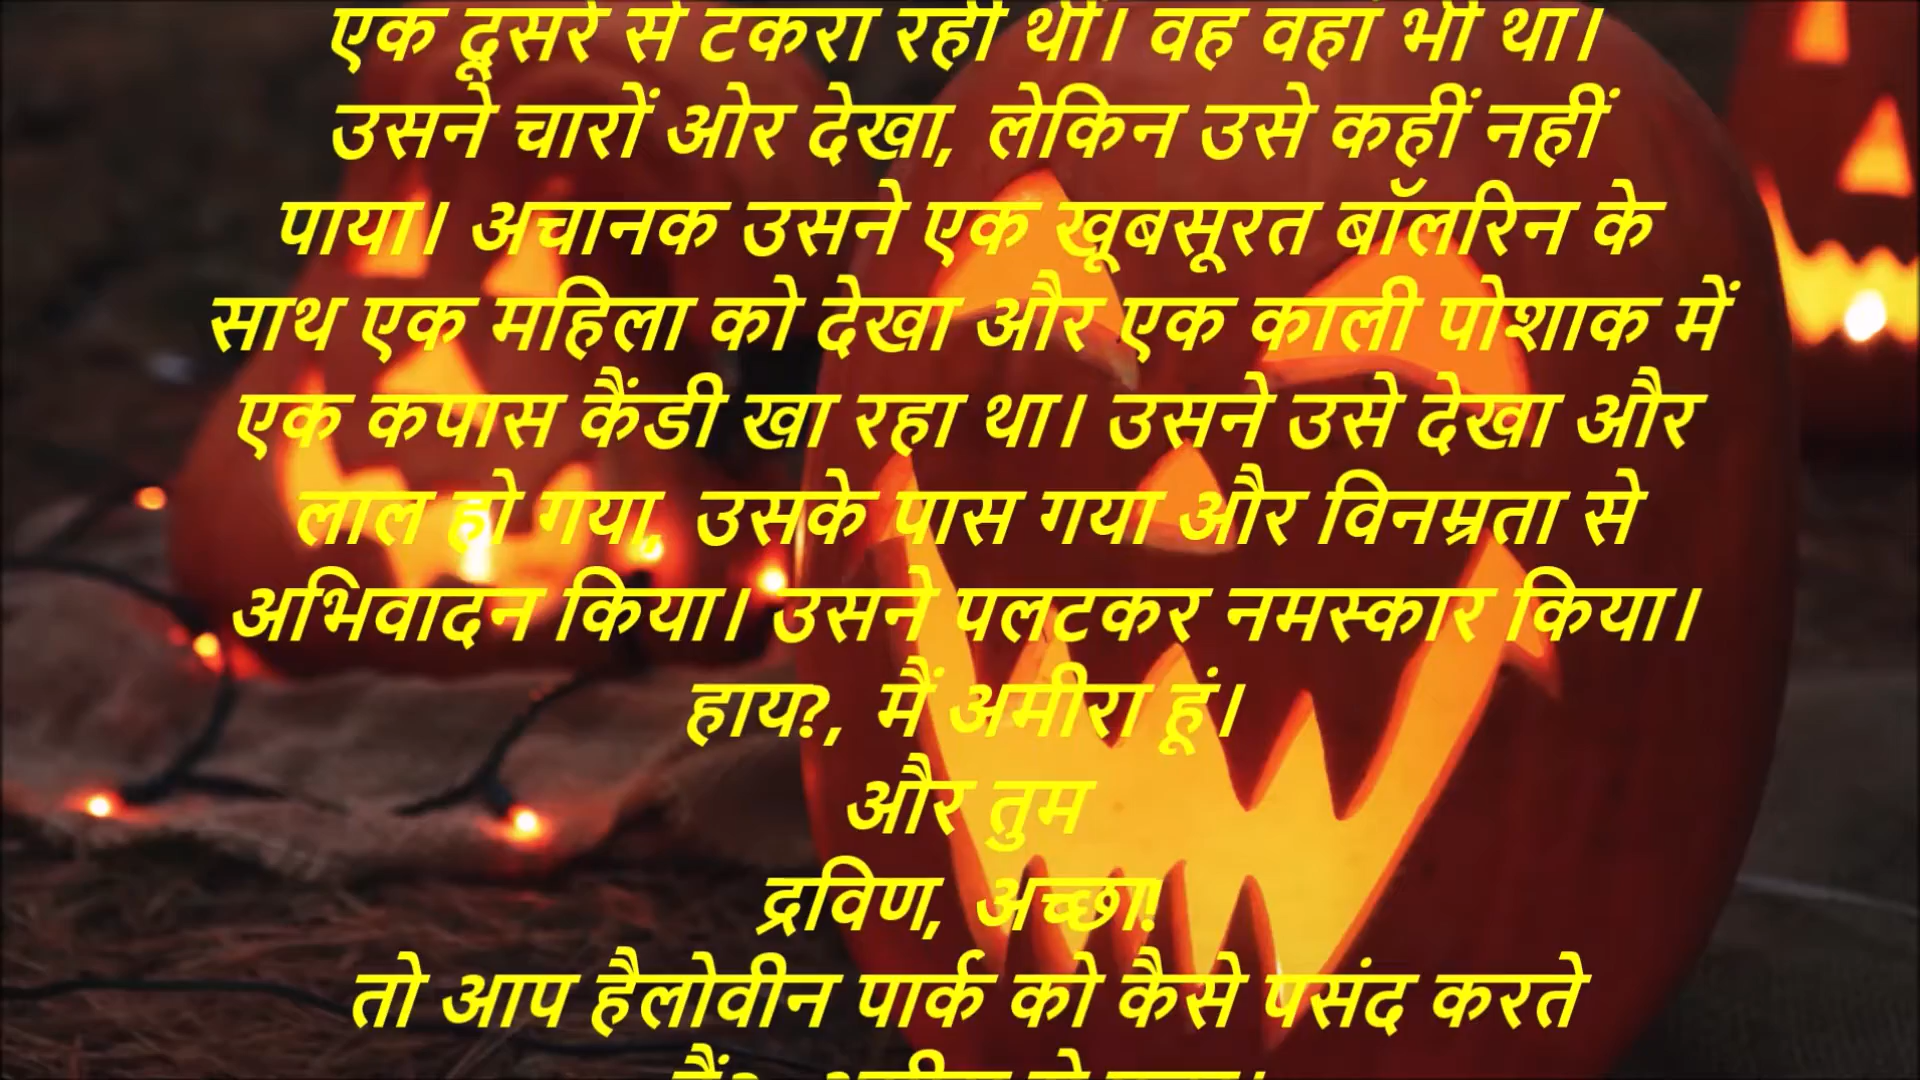 एक दूसरे से टकरा रही थीं। वह वहां भी था।
उसने चारों ओर देखा, लेकिन उसे कहीं नहीं
पाया। अचानक उसने एक खूबसूरत बॉलरिन के
साथ एक महिला को देखा और एक काली पोशाक में
एक कपास कैंडी खा रहा था। उसने उसे देखा और
लाल हो गया, उसके पास गया और विनम्रता से
अभिवादन किया। उसने पलटकर नमस्कार किया।
हाय?, मैं अमीरा हूं।
और तुम
द्रविण, अच्छा!
तो आप हैलोवीन पार्क को कैसे पसंद करते